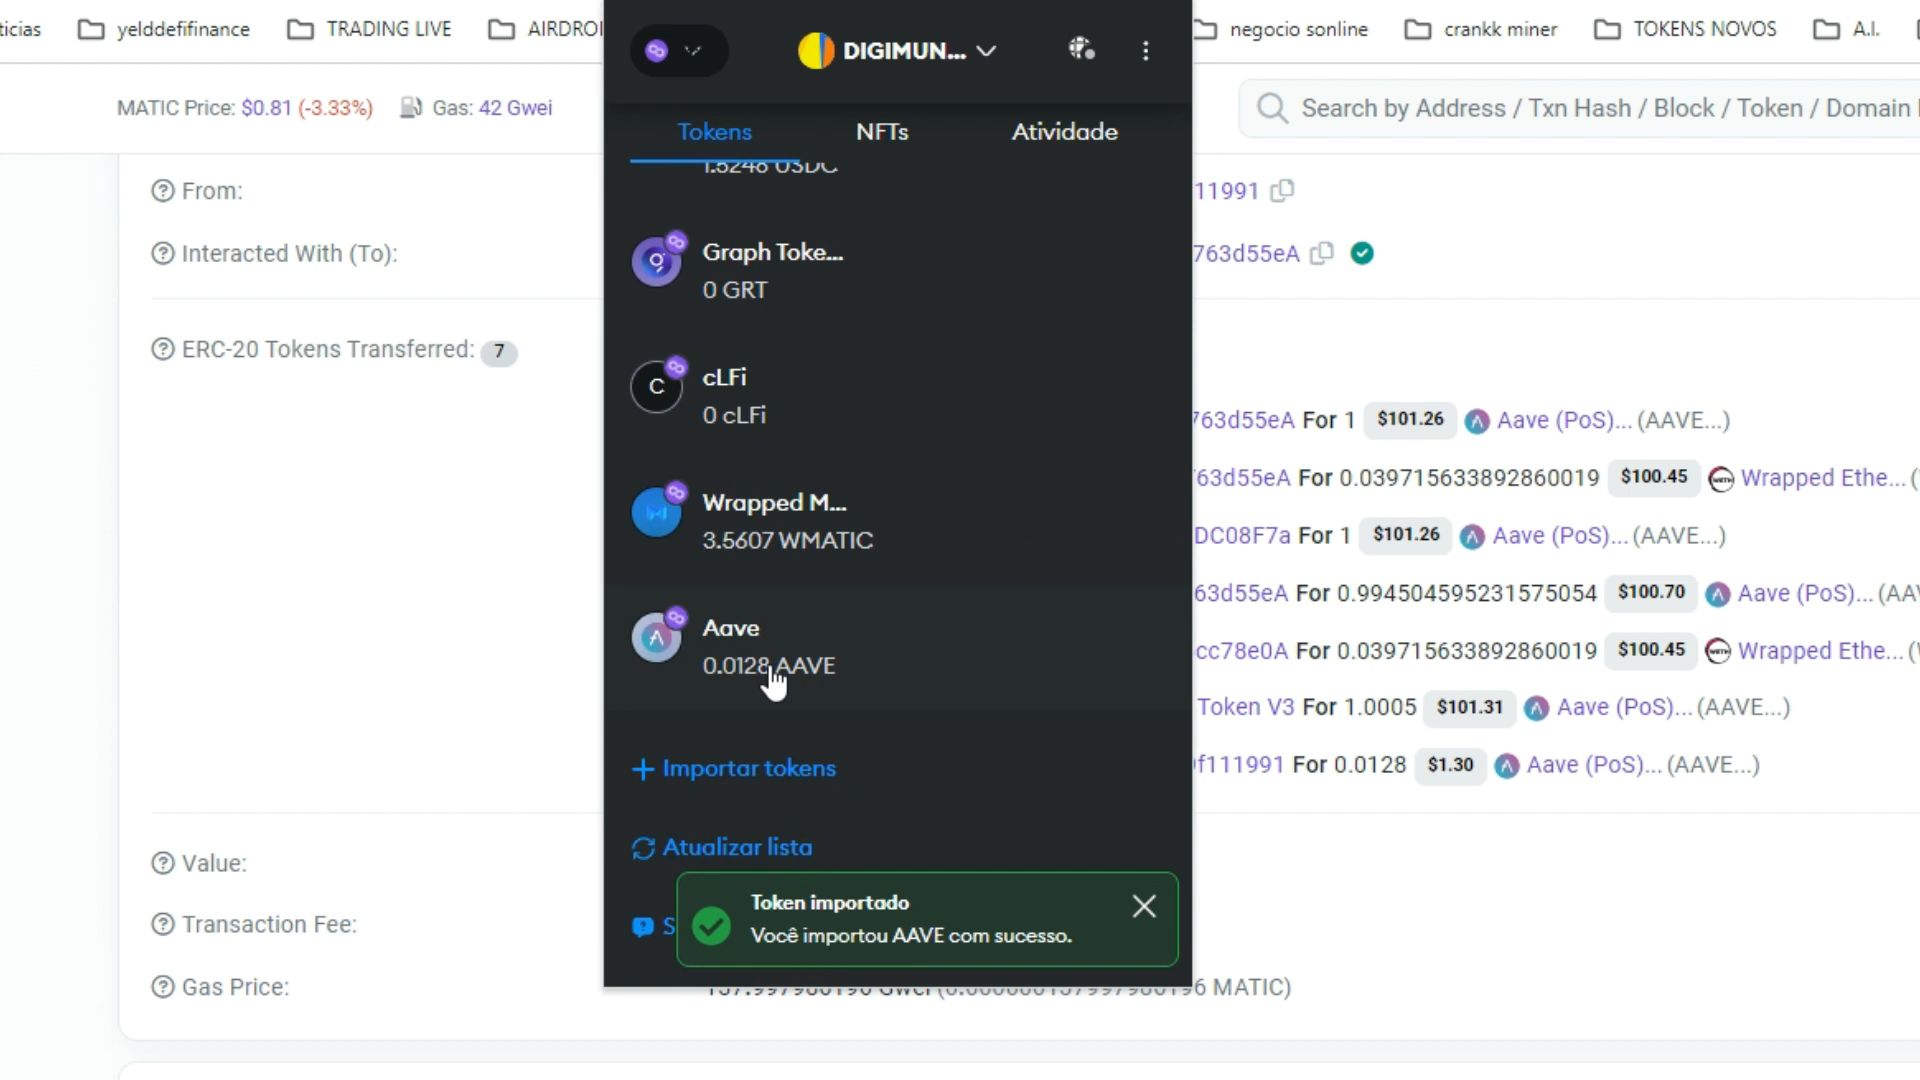 ticias
yelddefifinance
TRADING LIVE
AIRDROI
negocio sonline
crankk miner
TOKENS NOVOS
A.I.
MATIC Price: $0.81 (-3.33%)
Gas: 42 Gwei
Search by Address / Txn Hash / Block / Token / Domain
From:
11991
Interacted With (To):
763d55eA
ERC-20 Tokens Transferred: 7
763d55eA For 1 $101.26 Aave (PoS)... (AAVE...)
63d55eA For 0.039715633892860019 $100.45 Wrapped Ethe... (
DC08F7a For 1 $101.26 Aave (PoS)... (AAVE...)
63d55eA For 0.994504595231575054 $100.70 Aave (PoS)... (AA
cc78e0A For 0.039715633892860019 $100.45 Wrapped Ethe... (
Token V3 For 1.0005 $101.31 Aave (PoS)... (AAVE...)
f111991 For 0.0128 $1.30 Aave (PoS)... (AAVE...)
Value:
Transaction Fee:
Gas Price:
6 MATIC)
DIGIMUN...
Tokens
NFTs
Atividade
1.5248 USDC
Graph Toke...
0 GRT
C
cLFi
0 cLFi
Wrapped M...
3.5607 WMATIC
Aave
0.0128 AAVE
+ Importar tokens
Atualizar lista
S
Token importado
Você importou AAVE com sucesso.